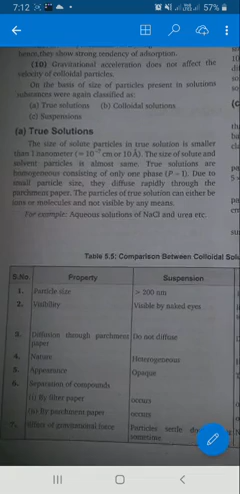 7:12
57%
hence, they show strong tendency of adsorption.
(10) Gravitational acceleration does not affect the
velocity of colloidal particles.
On the basis of size of particles present in solutions
substances were again classified as:
(a) True solutions (b) Colloidal solutions
(c) Suspensions
(a) True Solutions
The size of solute particles in true solution is smaller
than 1 nanometer (≈ 10⁻⁷ cm or 10 Å). The size of solute and
solvent particles is almost same. True solutions are
homogeneous consisting of only one phase (P = 1). Due to
small particle size, they diffuse rapidly through the
parchment paper. The particles of true solution can either be
ions or molecules and not visible by any means.
For example: Aqueous solutions of NaCl and urea etc.
Table 5.5: Comparison Between Colloidal
S.No. Property Suspension
1. Particle size > 200 nm
2. Visibility Visible by naked eyes
3. Diffusion through parchment Do not diffuse
paper
4. Nature Heterogeneous
5. Appearance Opaque
6. Separation of compounds
(i) By filter paper occurs
(ii) By parchment paper occurs
7. Effect of gravitational force Particles settle
sometime